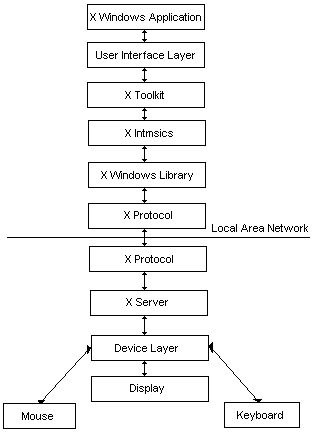 X Windows Application
User Interface Layer
X Toolkit
X Intrnsics
X Windows Library
X Protocol
Local Area Network
X Protocol
X Server
Device Layer
Display
Mouse
Keyboard